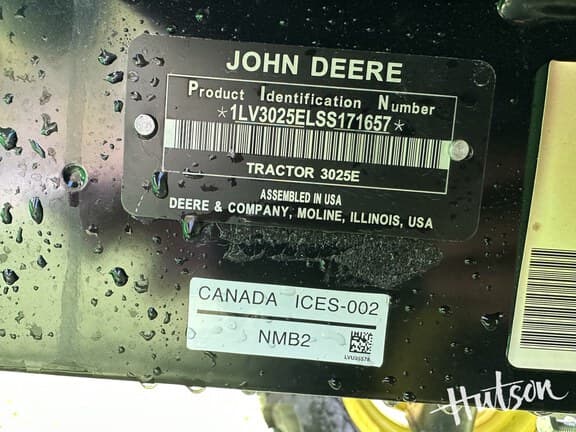 JOHN DEERE
Product Identification Number
*1LV3025ELSS171657*
TRACTOR 3025E
ASSEMBLED IN USA
DEERE & COMPANY, MOLINE, ILLINOIS, USA
CANADA ICES-002
NMB2
Hutson